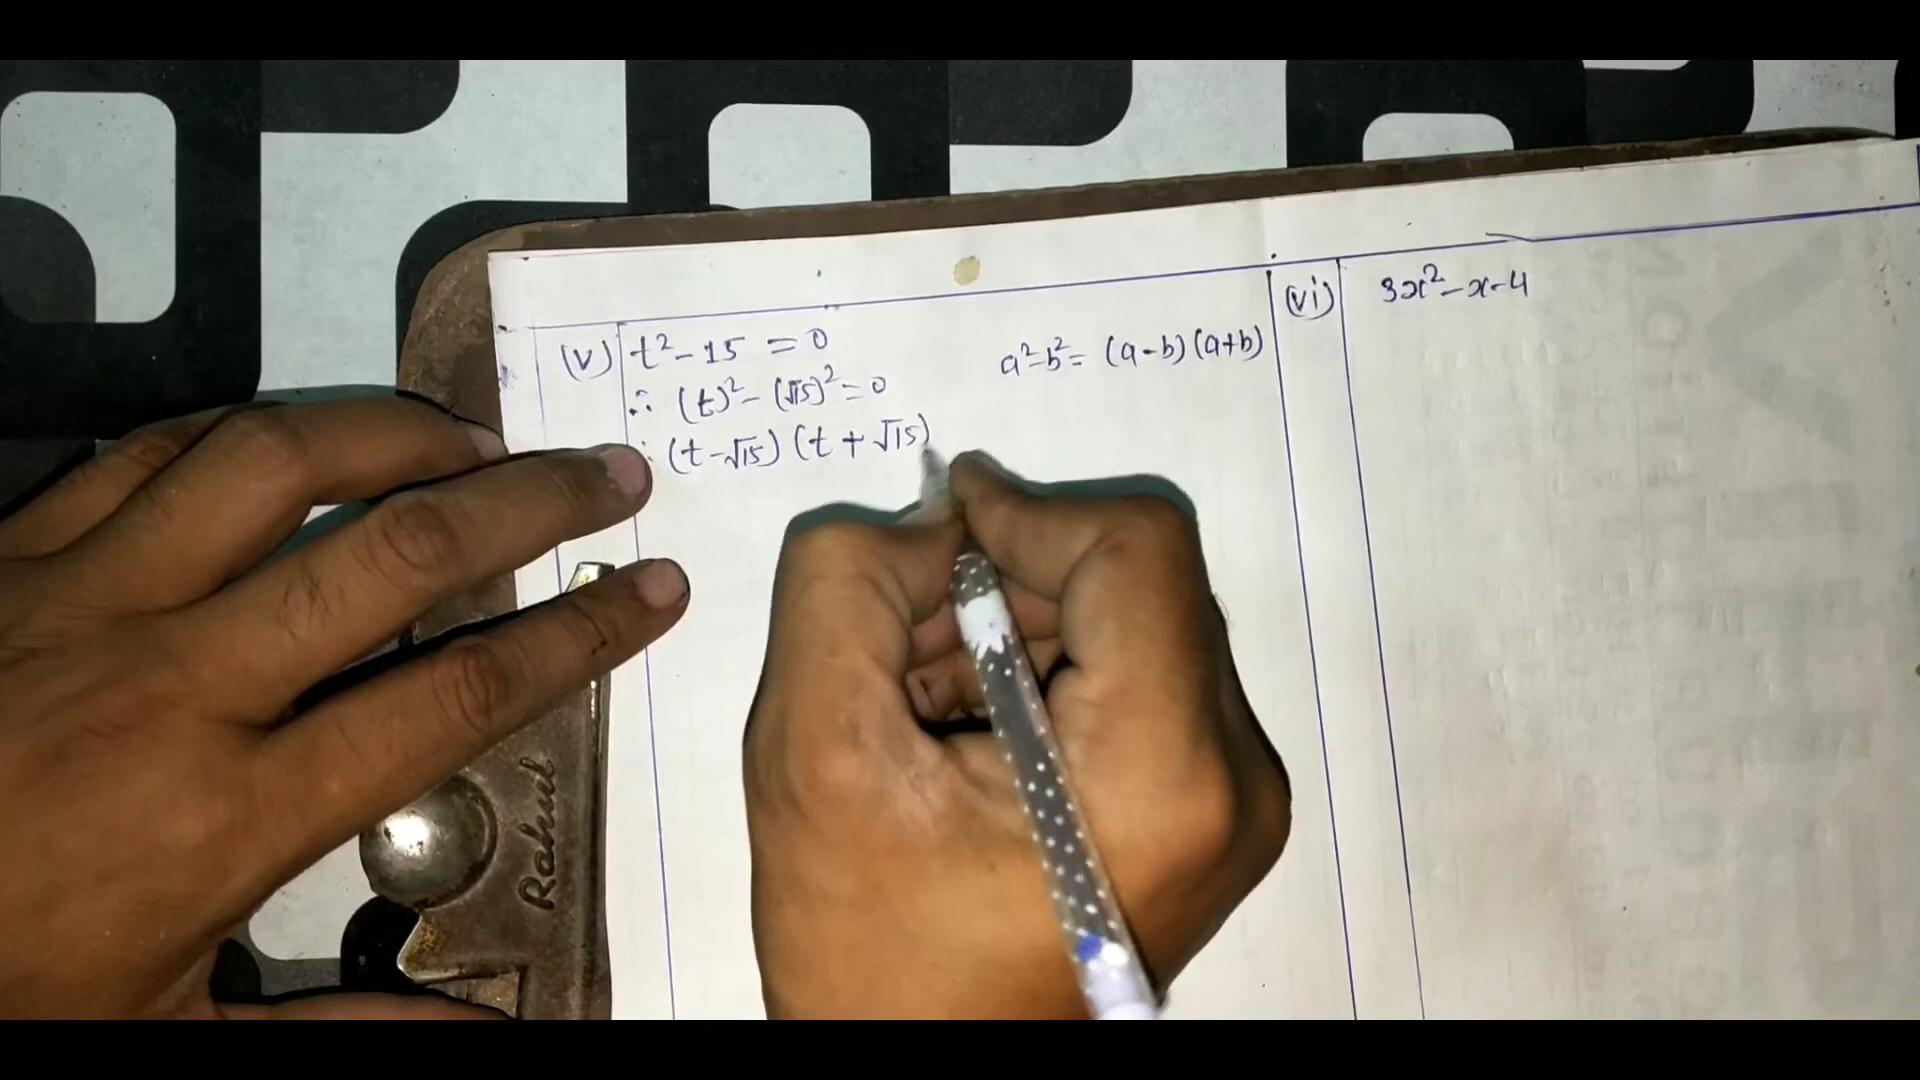 (v) t² - 15 = 0
∴ (t)² - (√15)² = 0
∴ (t - √15) (t + √15)
a² - b² = (a - b) (a + b)
(vi) 3x² - x - 4
Rahul